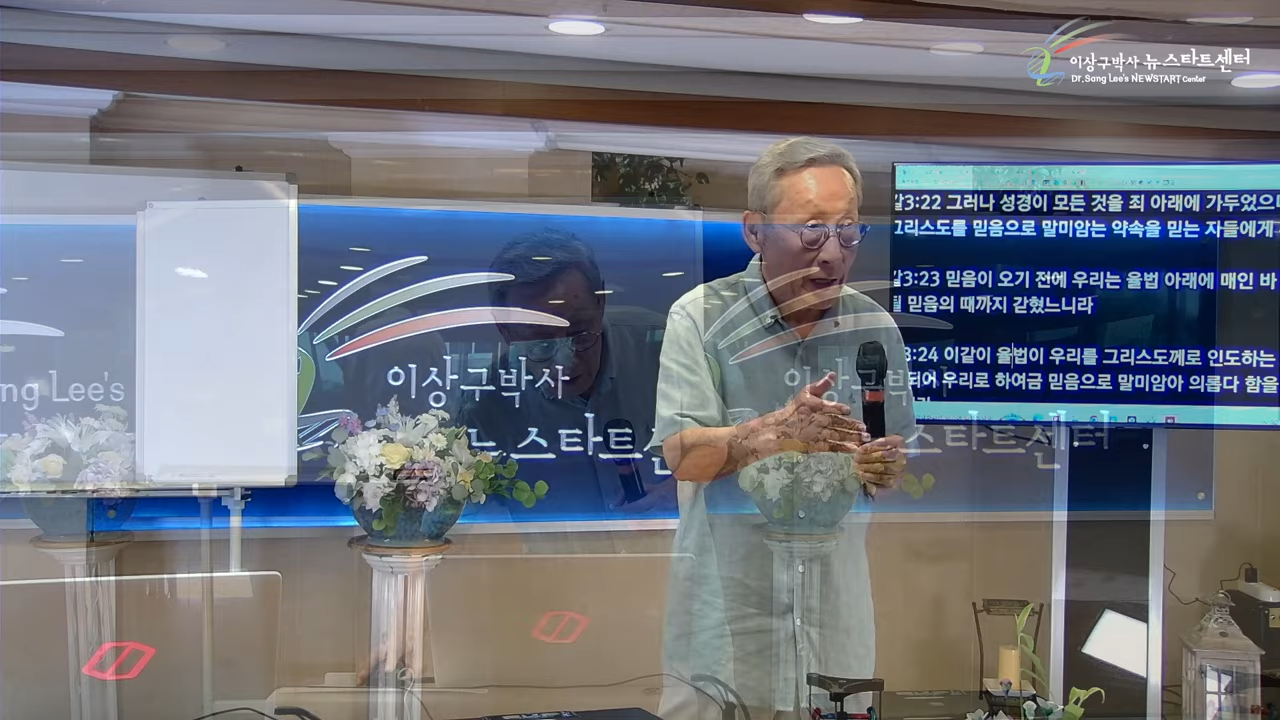 이상구박사 뉴스타트센터
Dr.Sang Lee's NEWSTART Center
갈3:22 그러나 성경이 모든 것을 죄 아래에 가두었으
그리스도를 믿음으로 말미암는 약속을 믿는 자들에게
갈3:23 믿음이 오기 전에 우리는 율법 아래에 매인 바
될 믿음의 때까지 갇혔느니라
3:24 이같이 율법이 우리를 그리스도께로 인도하는
되어 우리로 하여금 믿음으로 말미암아 의롭다 함을
ang Lee's
이상구박사
뉴스타트센
이상구박사
스타트센터